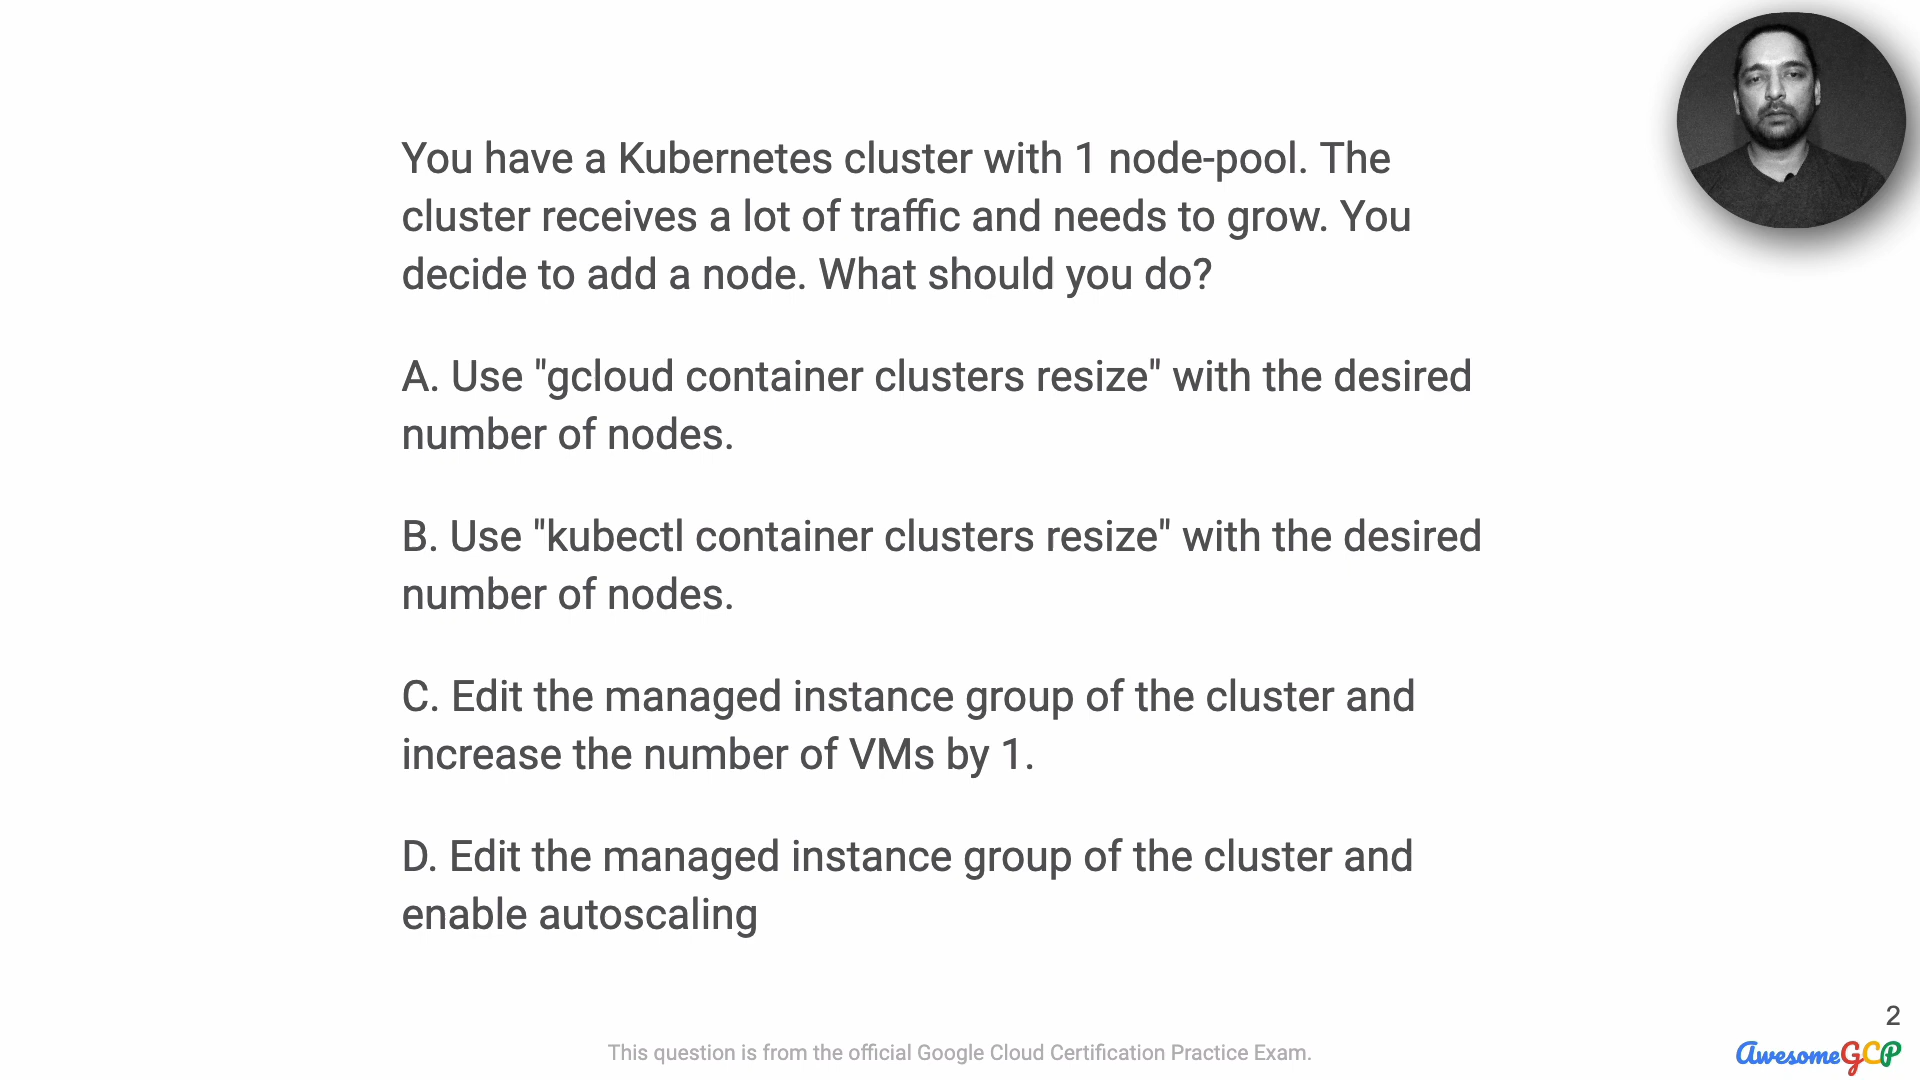 You have a Kubernetes cluster with 1 node-pool. The
cluster receives a lot of traffic and needs to grow. You
decide to add a node. What should you do?
A. Use "gcloud container clusters resize" with the desired
number of nodes.
B. Use "kubectl container clusters resize" with the desired
number of nodes.
C. Edit the managed instance group of the cluster and
increase the number of VMs by 1.
D. Edit the managed instance group of the cluster and
enable autoscaling
2
This question is from the official Google Cloud Certification Practice Exam.
AwesomeGCP